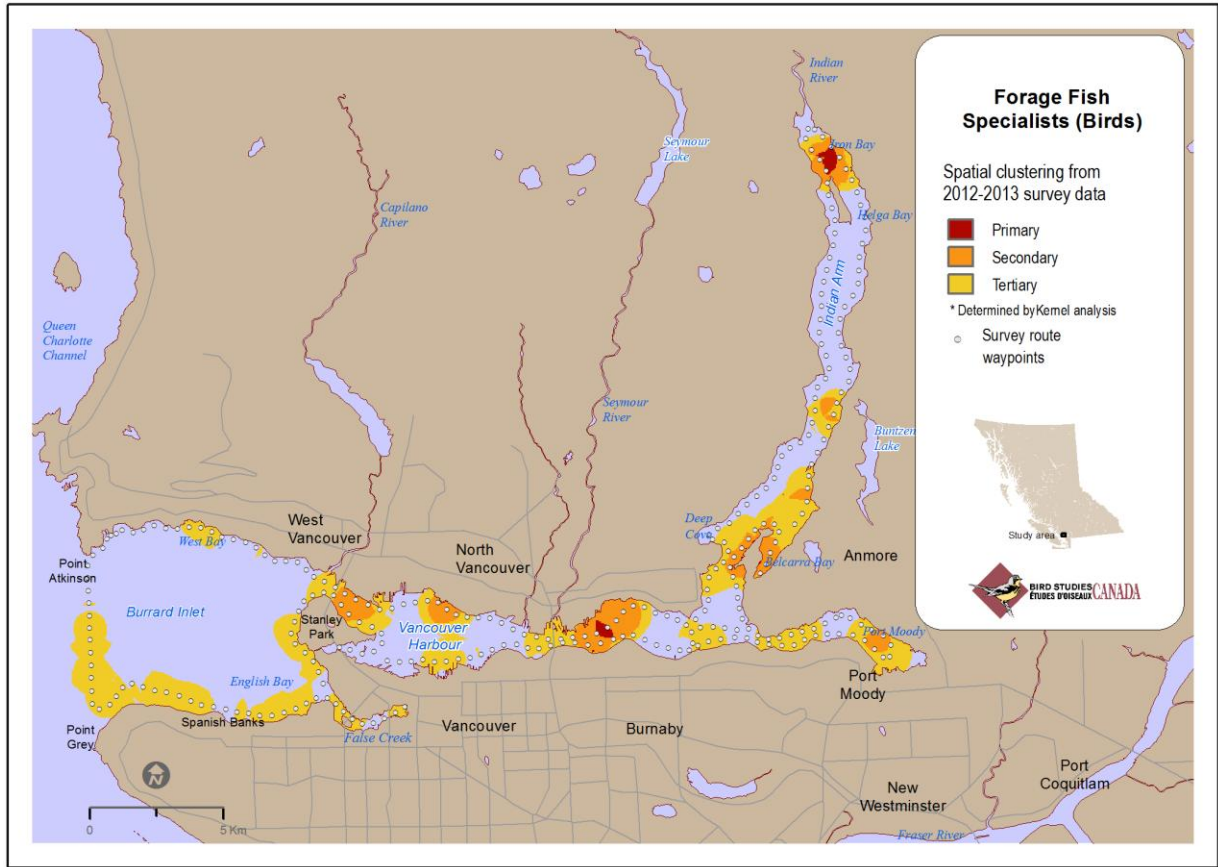 Forage Fish
Specialists (Birds)
Spatial clustering from
2012-2013 survey data
Primary
Secondary
Tertiary
* Determined by Kernel analysis
Survey route
waypoints
Study area
BIRD STUDIES
ÉTUDES D'OISEAUX
CANADA
Indian
River
Iron Bay
Seymour
Lake
Helga Bay
Capilano
River
Indian Arm
Queen
Charlotte
Channel
Seymour
River
Buntzen
Lake
West
Vancouver
West Bay
Deep
Cove
North
Vancouver
Anmore
Belcarra Bay
Point
Atkinson
Burrard Inlet
Stanley
Park
Vancouver
Harbour
Port Moody
English Bay
Port
Moody
Spanish Banks
Point
Grey
False Creek
Vancouver
Burnaby
Port
Coquitlam
New
Westminster
N
0
5 Km
Fraser River